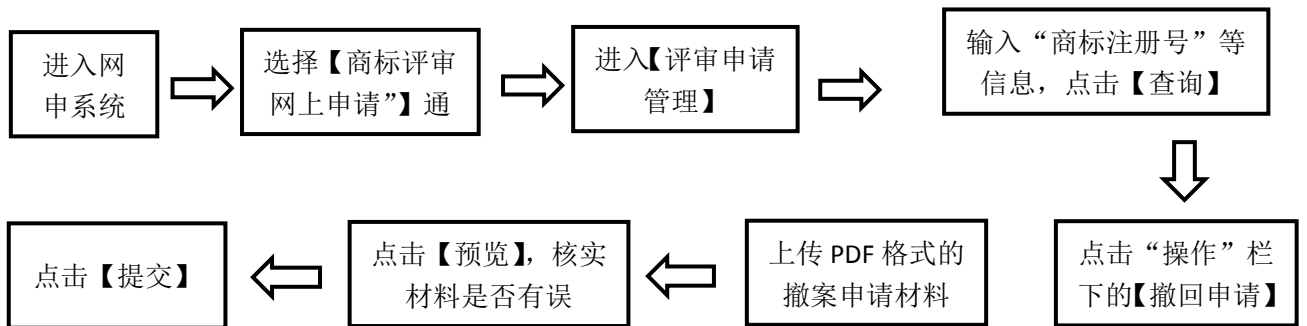 进入网
申系统
选择【商标评审
网上申请”】通
进入【评审申请
管理】
输入“商标注册号”等
信息，点击【查询】
点击“操作”栏
下的【撤回申请】
上传 PDF 格式的
撤案申请材料
点击【预览】，核实
材料是否有误
点击【提交】